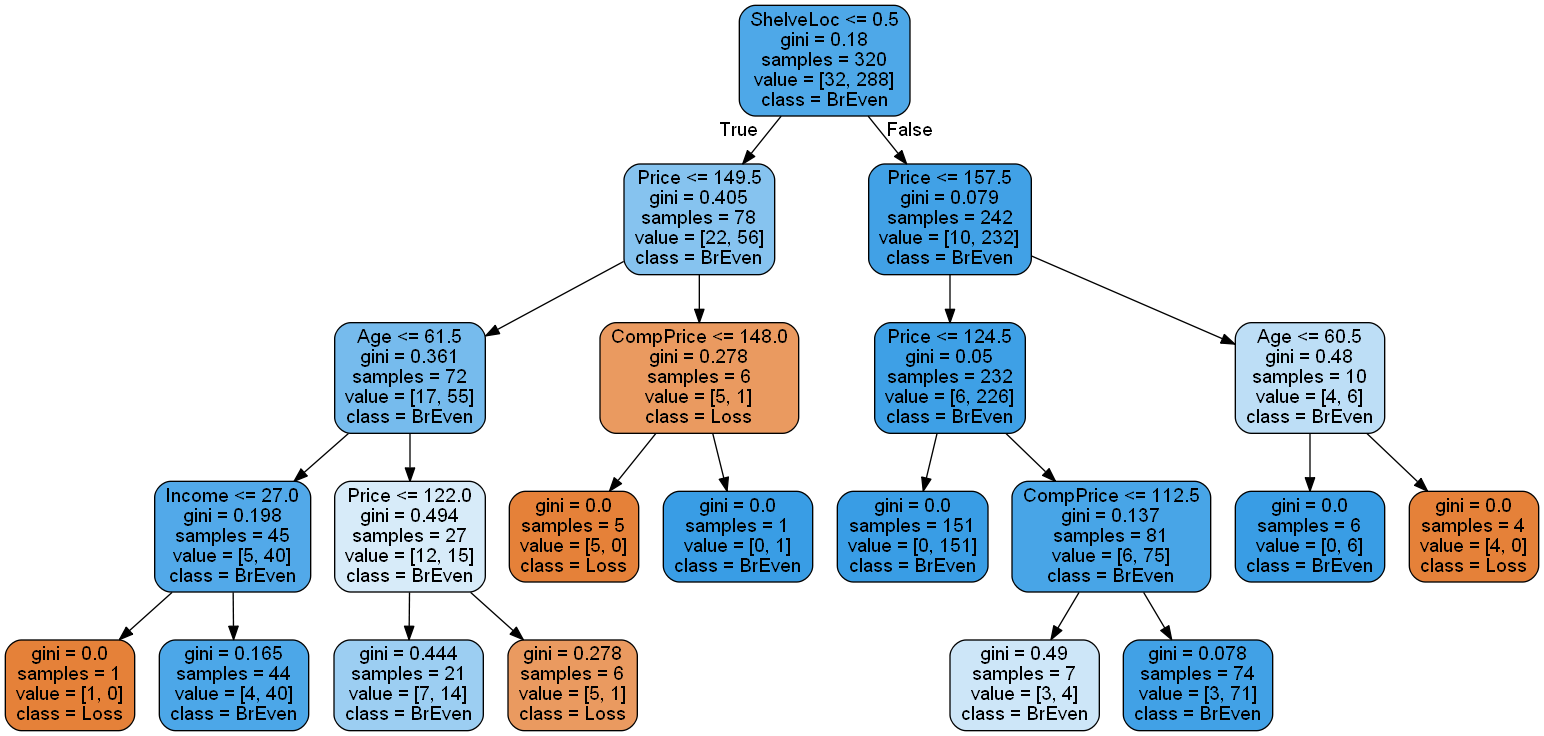 ShelveLoc <= 0.5
gini = 0.18
samples = 320
value = [32, 288]
class = BrEven
True
False
Price <= 149.5
gini = 0.405
samples = 78
value = [22, 56]
class = BrEven
Price <= 157.5
gini = 0.079
samples = 242
value = [10, 232]
class = BrEven
Age <= 61.5
gini = 0.361
samples = 72
value = [17, 55]
class = BrEven
CompPrice <= 148.0
gini = 0.278
samples = 6
value = [5, 1]
class = Loss
Price <= 124.5
gini = 0.05
samples = 232
value = [6, 226]
class = BrEven
Age <= 60.5
gini = 0.48
samples = 10
value = [4, 6]
class = BrEven
Income <= 27.0
gini = 0.198
samples = 45
value = [5, 40]
class = BrEven
Price <= 122.0
gini = 0.494
samples = 27
value = [12, 15]
class = BrEven
gini = 0.0
samples = 5
value = [5, 0]
class = Loss
gini = 0.0
samples = 1
value = [0, 1]
class = BrEven
gini = 0.0
samples = 151
value = [0, 151]
class = BrEven
CompPrice <= 112.5
gini = 0.137
samples = 81
value = [6, 75]
class = BrEven
gini = 0.0
samples = 6
value = [0, 6]
class = BrEven
gini = 0.0
samples = 4
value = [4, 0]
class = Loss
gini = 0.0
samples = 1
value = [1, 0]
class = Loss
gini = 0.165
samples = 44
value = [4, 40]
class = BrEven
gini = 0.444
samples = 21
value = [7, 14]
class = BrEven
gini = 0.278
samples = 6
value = [5, 1]
class = Loss
gini = 0.49
samples = 7
value = [3, 4]
class = BrEven
gini = 0.078
samples = 74
value = [3, 71]
class = BrEven